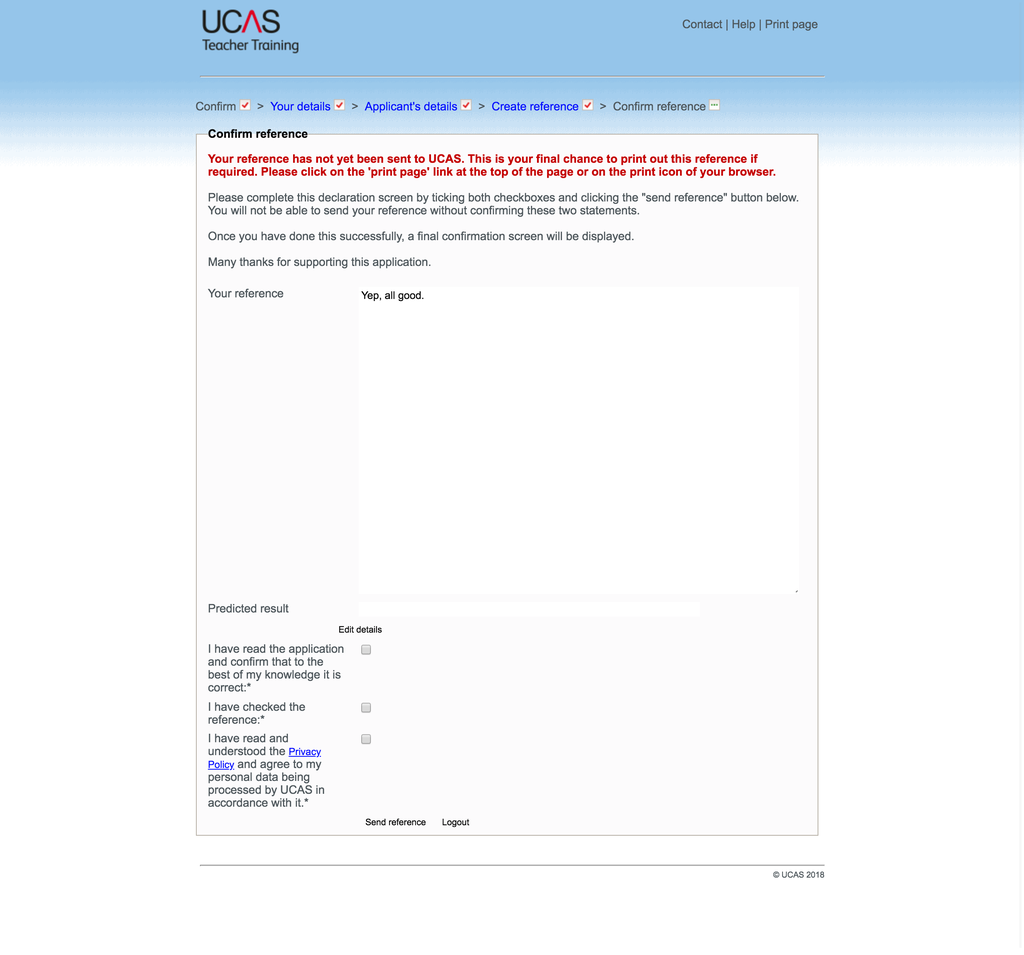 UCAS
Teacher Training
Contact | Help | Print page
Confirm > Your details > Applicant's details > Create reference > Confirm reference
Confirm reference
Your reference has not yet been sent to UCAS. This is your final chance to print out this reference if
required. Please click on the 'print page' link at the top of the page or on the print icon of your browser.
Please complete this declaration screen by ticking both checkboxes and clicking the "send reference" button below.
You will not be able to send your reference without confirming these two statements.
Once you have done this successfully, a final confirmation screen will be displayed.
Many thanks for supporting this application.
Your reference
Yep, all good.
Predicted result
Edit details
I have read the application
and confirm that to the
best of my knowledge it is
correct:*
I have checked the
reference:*
I have read and
understood the Privacy
Policy and agree to my
personal data being
processed by UCAS in
accordance with it.*
Send reference Logout
© UCAS 2018